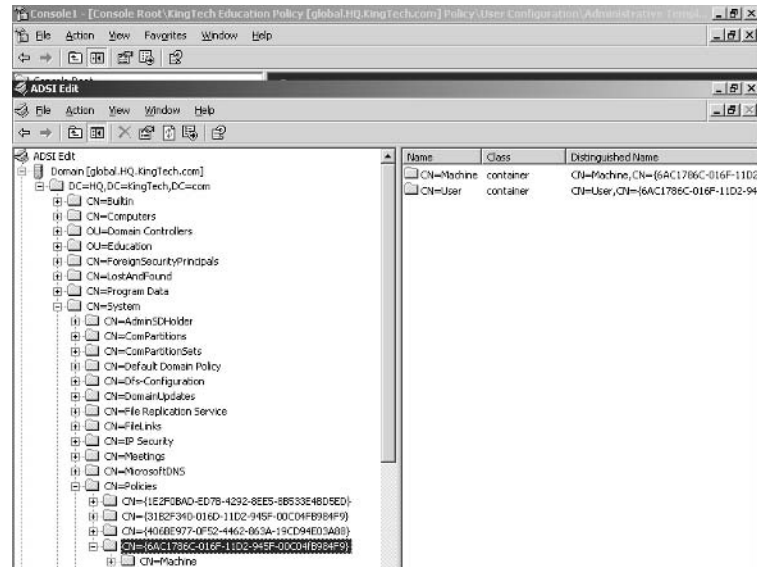 Console1 - [Console Root\KingTech Education Policy [global.HQ.KingTech.com] Policy\User Configuration\Administrative Templ...
File Action View Favorites Window Help
Console Root
ADSI Edit
File Action View Window Help
ADSI Edit
Domain [global.HQ.KingTech.com]
DC=HQ,DC=KingTech,DC=com
CN=Builtin
CN=Computers
OU=Domain Controllers
OU=Education
CN=ForeignSecurityPrincipals
CN=LostAndFound
CN=Program Data
CN=System
CN=AdminSDHolder
CN=ComPartitions
CN=ComPartitionSets
CN=Default Domain Policy
CN=Dfs-Configuration
CN=DomainUpdates
CN=File Replication Service
CN=FileLinks
CN=IP Security
CN=Meetings
CN=MicrosoftDNS
CN=Policies
CN={1E2F0BAD-ED7B-4292-8EE5-8B533E4BD5ED}
CN={31B2F340-016D-11D2-945F-00C04FB984F9}
CN={406BE977-0F52-4462-863A-19CD94E03A88}
CN={6AC1786C-016F-11D2-945F-00C04fB984F9}
CN=Machine
Name Class Distinguished Name
CN=Machine container CN=Machine,CN={6AC1786C-016F-11D2
CN=User container CN=User,CN={6AC1786C-016F-11D2-94